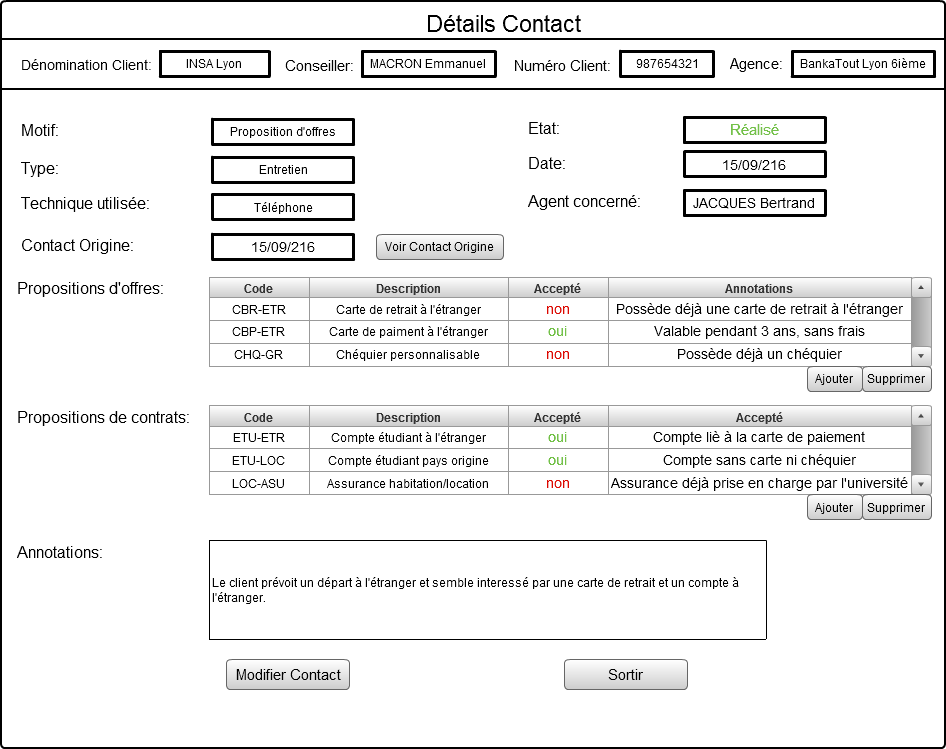 Détails Contact
Dénomination Client: INSA Lyon Conseiller: MACRON Emmanuel Numéro Client: 987654321 Agence: BankaTout Lyon 6ième
Motif: Proposition d'offres Etat: Réalisé
Type: Entretien Date: 15/09/216
Technique utilisée: Téléphone Agent concerné: JACQUES Bertrand
Contact Origine: 15/09/216 Voir Contact Origine
Propositions d'offres: Code Description Accepté Annotations
CBR-ETR Carte de retrait à l'étranger non Possède déjà une carte de retrait à l'étranger
CBP-ETR Carte de paiment à l'étranger oui Valable pendant 3 ans, sans frais
CHQ-GR Chéquier personnalisable non Possède déjà un chéquier
Ajouter Supprimer
Propositions de contrats: Code Description Accepté Accepté
ETU-ETR Compte étudiant à l'étranger oui Compte liè à la carte de paiement
ETU-LOC Compte étudiant pays origine oui Compte sans carte ni chéquier
LOC-ASU Assurance habitation/location non Assurance déjà prise en charge par l'université
Ajouter Supprimer
Annotations:
Le client prévoit un départ à l'étranger et semble interessé par une carte de retrait et un compte à
l'étranger.
Modifier Contact Sortir